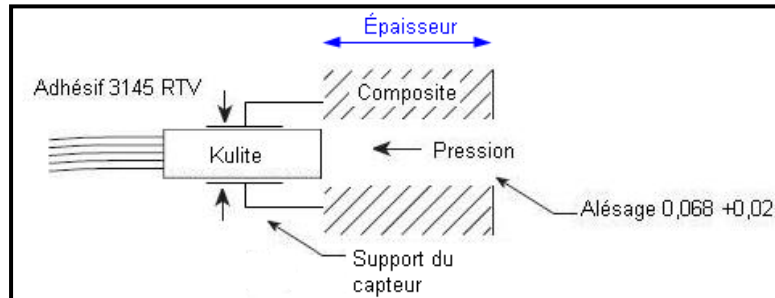 Épaisseur
Adhésif 3145 RTV
Composite
Kulite
Pression
Alésage 0,068 +0,02
Support du
capteur